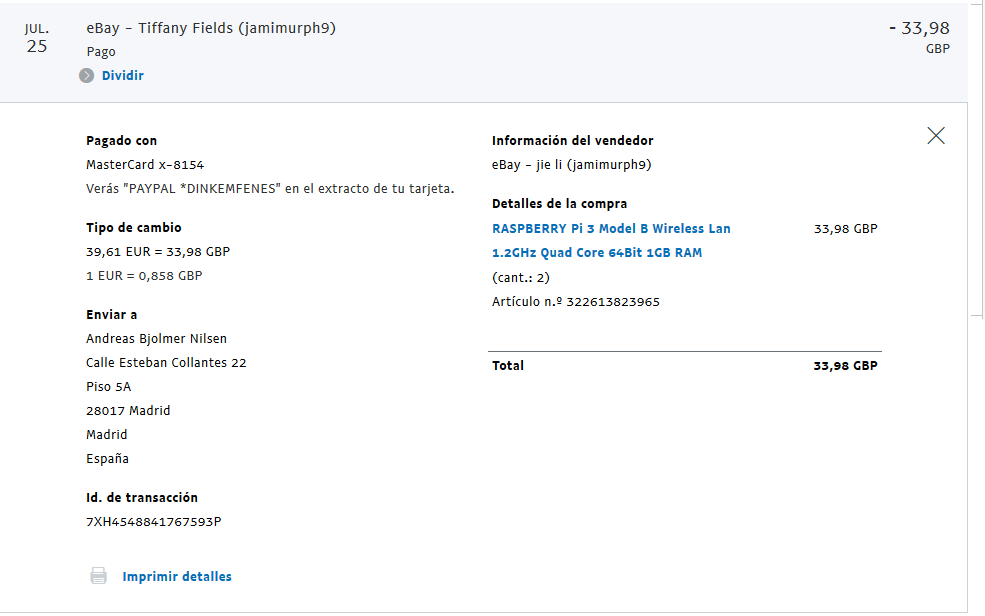 JUL.
25
eBay - Tiffany Fields (jamimurph9)
Pago
Dividir
- 33,98
GBP
Pagado con
MasterCard x-8154
Verás "PAYPAL *DINKEMFENES" en el extracto de tu tarjeta.
Tipo de cambio
39,61 EUR = 33,98 GBP
1 EUR = 0,858 GBP
Enviar a
Andreas Bjolmer Nilsen
Calle Esteban Collantes 22
Piso 5A
28017 Madrid
Madrid
España
Id. de transacción
7XH4548841767593P
Imprimir detalles
Información del vendedor
eBay - jie li (jamimurph9)
Detalles de la compra
RASPBERRY Pi 3 Model B Wireless Lan 33,98 GBP
1.2GHz Quad Core 64Bit 1GB RAM
(cant.: 2)
Artículo n.º 322613823965
Total 33,98 GBP